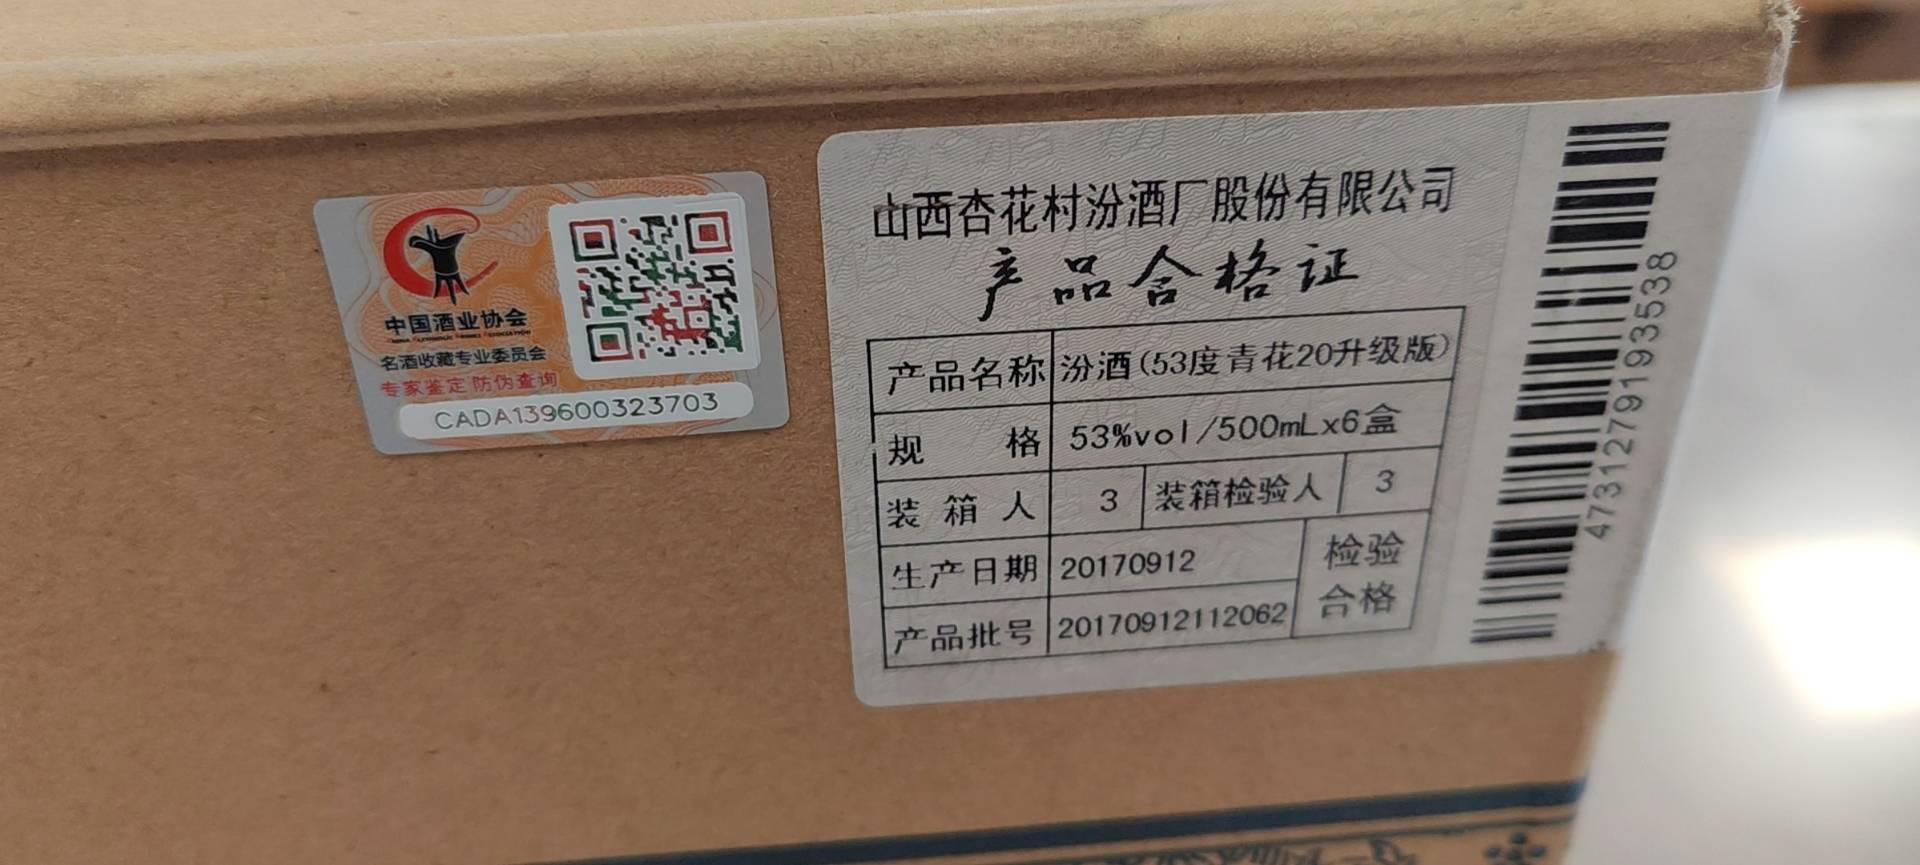 中国酒业协会
名酒收藏专业委员会
专家鉴定 防伪查询
CADA139600323703
山西杏花村汾酒厂股份有限公司
产品合格证
产品名称 汾酒(53度青花20升级版)
规格 53%vol/500mLx6盒
装箱人 3 装箱检验人 3
生产日期 20170912 检验
产品批号 20170912112062 合格
4731279193538